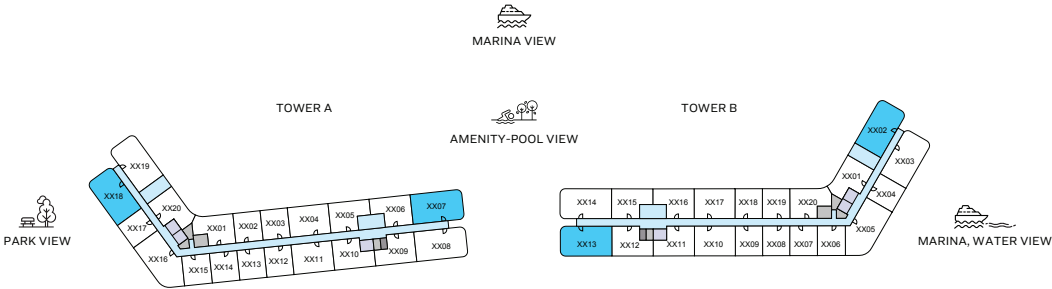 MARINA VIEW
TOWER A
TOWER B
AMENITY-POOL VIEW
PARK VIEW
MARINA, WATER VIEW
XX19
XX18
XX20
XX17
XX16
XX01
XX02
XX03
XX04
XX05
XX06
XX07
XX15
XX14
XX13
XX12
XX11
XX10
XX09
XX08
XX02
XX03
XX01
XX04
XX14
XX15
XX16
XX17
XX18
XX19
XX20
XX05
XX13
XX12
XX11
XX10
XX09
XX08
XX07
XX06